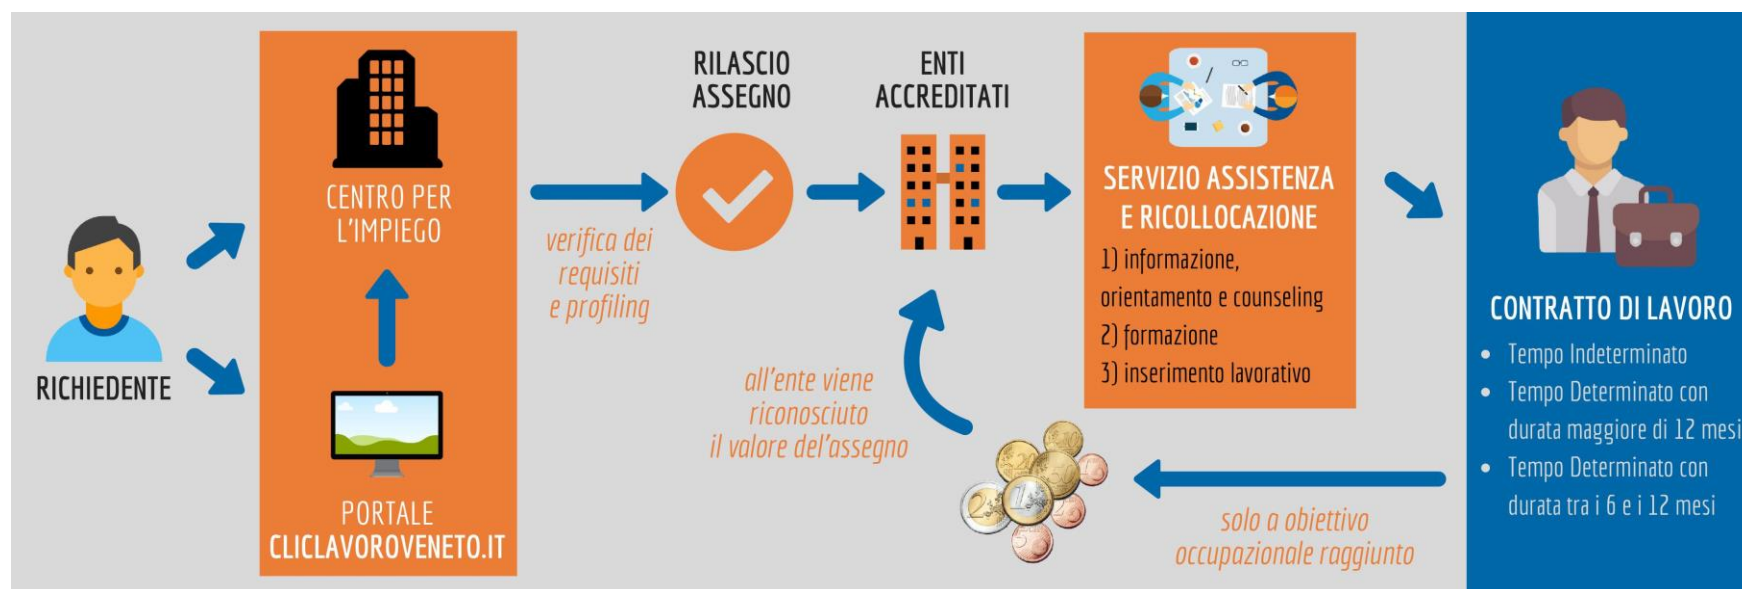 RICHIEDENTE
CENTRO PER
L'IMPIEGO
PORTALE
CLICLAVOROVENETO.IT
verifica dei
requisiti
e profiling
RILASCIO
ASSEGNO
ENTI
ACCREDITATI
all'ente viene
riconosciuto
il valore del'assegno
SERVIZIO ASSISTENZA
E RICOLLOCAZIONE
1) informazione,
orientamento e counseling
2) formazione
3) inserimento lavorativo
solo a obiettivo
occupazionale raggiunto
CONTRATTO DI LAVORO
• Tempo Indeterminato
• Tempo Determinato con
durata maggiore di 12 mesi
• Tempo Determinato con
durata tra i 6 e i 12 mesi